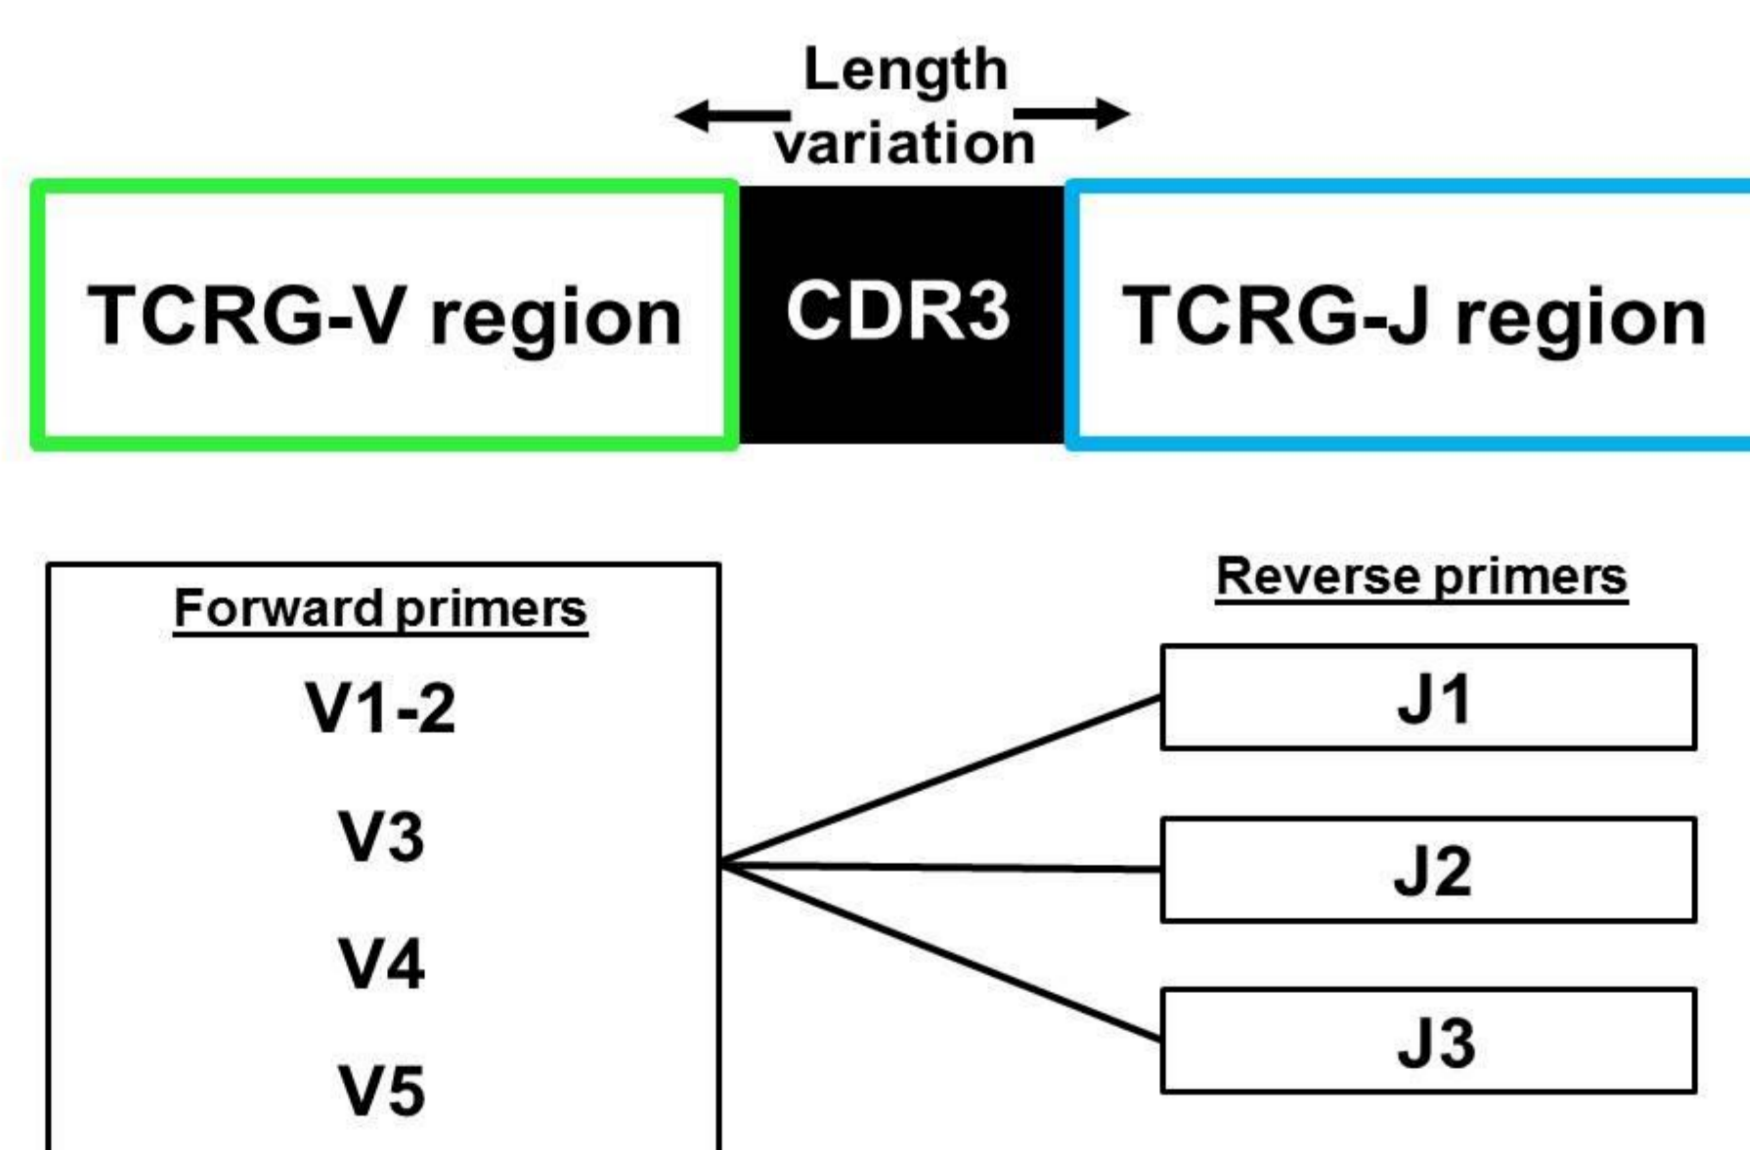 Length
variation
TCRG-V region
CDR3
TCRG-J region
Forward primers
V1-2
V3
V4
V5
Reverse primers
J1
J2
J3